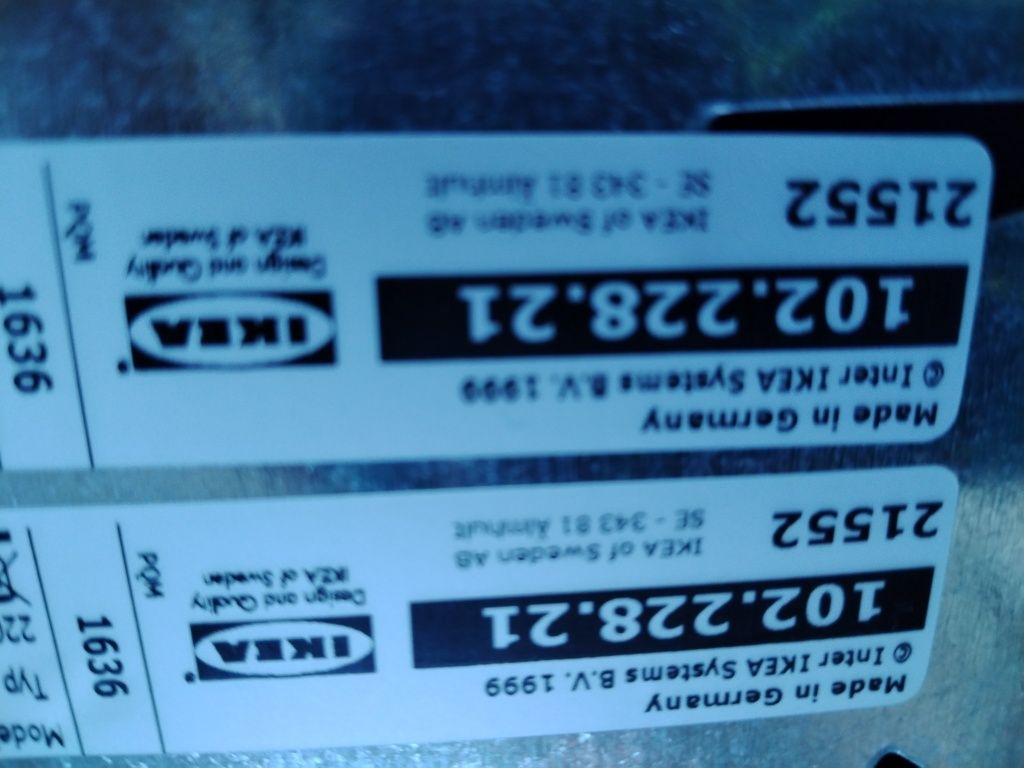 Made in Germany
© Inter IKEA Systems B.V. 1999
102.228.21
21552
IKEA of Sweden AB
SE - 343 81 Älmhult
IKEA
Design and Quality
IKEA of Sweden
PQM
1636
Typ
Made in Germany
© Inter IKEA Systems B.V. 1999
102.228.21
21552
IKEA of Sweden AB
SE - 343 81 Älmhult
IKEA
Design and Quality
IKEA of Sweden
PQM
1636